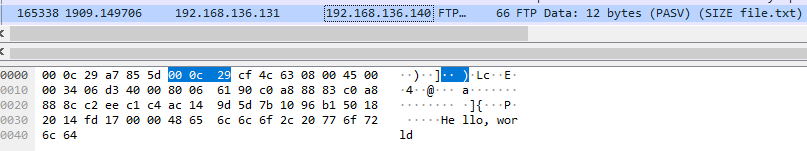 165338 1909.149706 192.168.136.131 192.168.136.140 FTP… 66 FTP Data: 12 bytes (PASV) (SIZE file.txt)
0000 00 0c 29 a7 85 5d 00 0c 29 cf 4c 63 08 00 45 00 ··)··]·· )·Lc··E·
0010 00 34 06 d3 40 00 80 06 61 90 c0 a8 88 83 c0 a8 ·4··@··· a·······
0020 88 8c c2 ee c1 c4 ac 14 9d 5d 7b 10 96 b1 50 18 ········ ·]{···P·
0030 20 14 fd 17 00 00 48 65 6c 6c 6f 2c 20 77 6f 72 ·····He llo, wor
0040 6c 64 ld